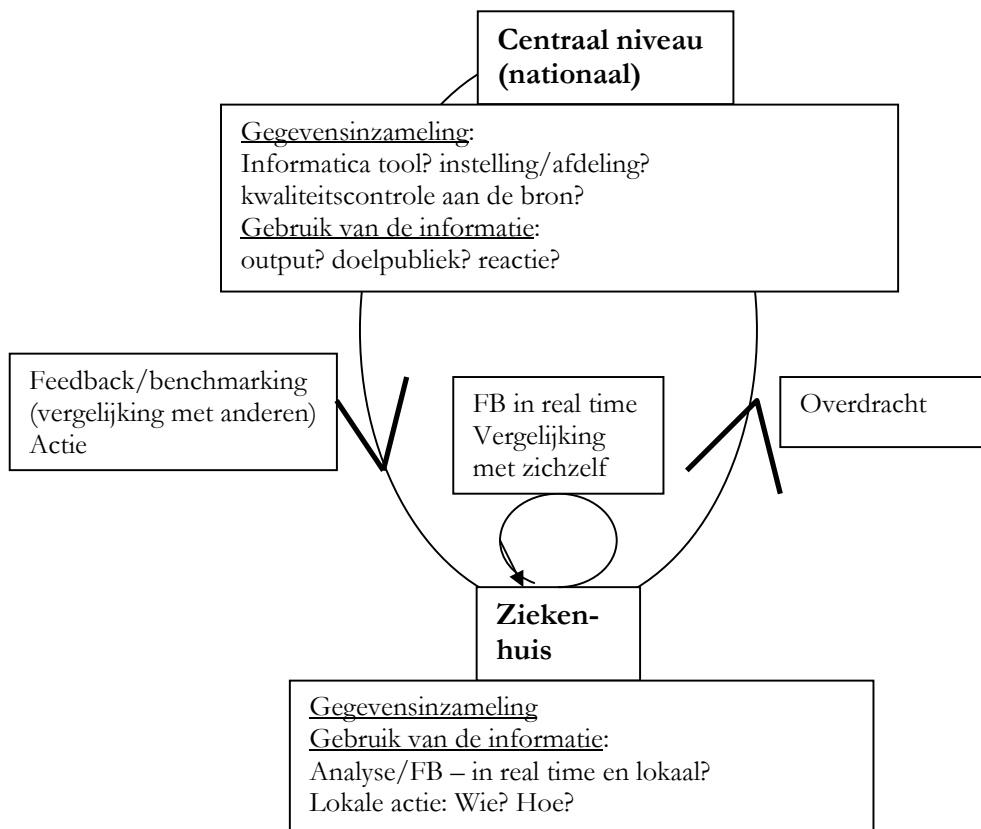 Centraal niveau
(nationaal)
Gegevensinzameling:
Informatica tool? instelling/afdeling?
kwaliteitscontrole aan de bron?
Gebruik van de informatie:
output? doelpubliek? reactie?
Feedback/benchmarking
(vergelijking met anderen)
Actie
FB in real time
Vergelijking
met zichzelf
Overdracht
Zieken-
huis
Gegevensinzameling
Gebruik van de informatie:
Analyse/FB – in real time en lokaal?
Lokale actie: Wie? Hoe?